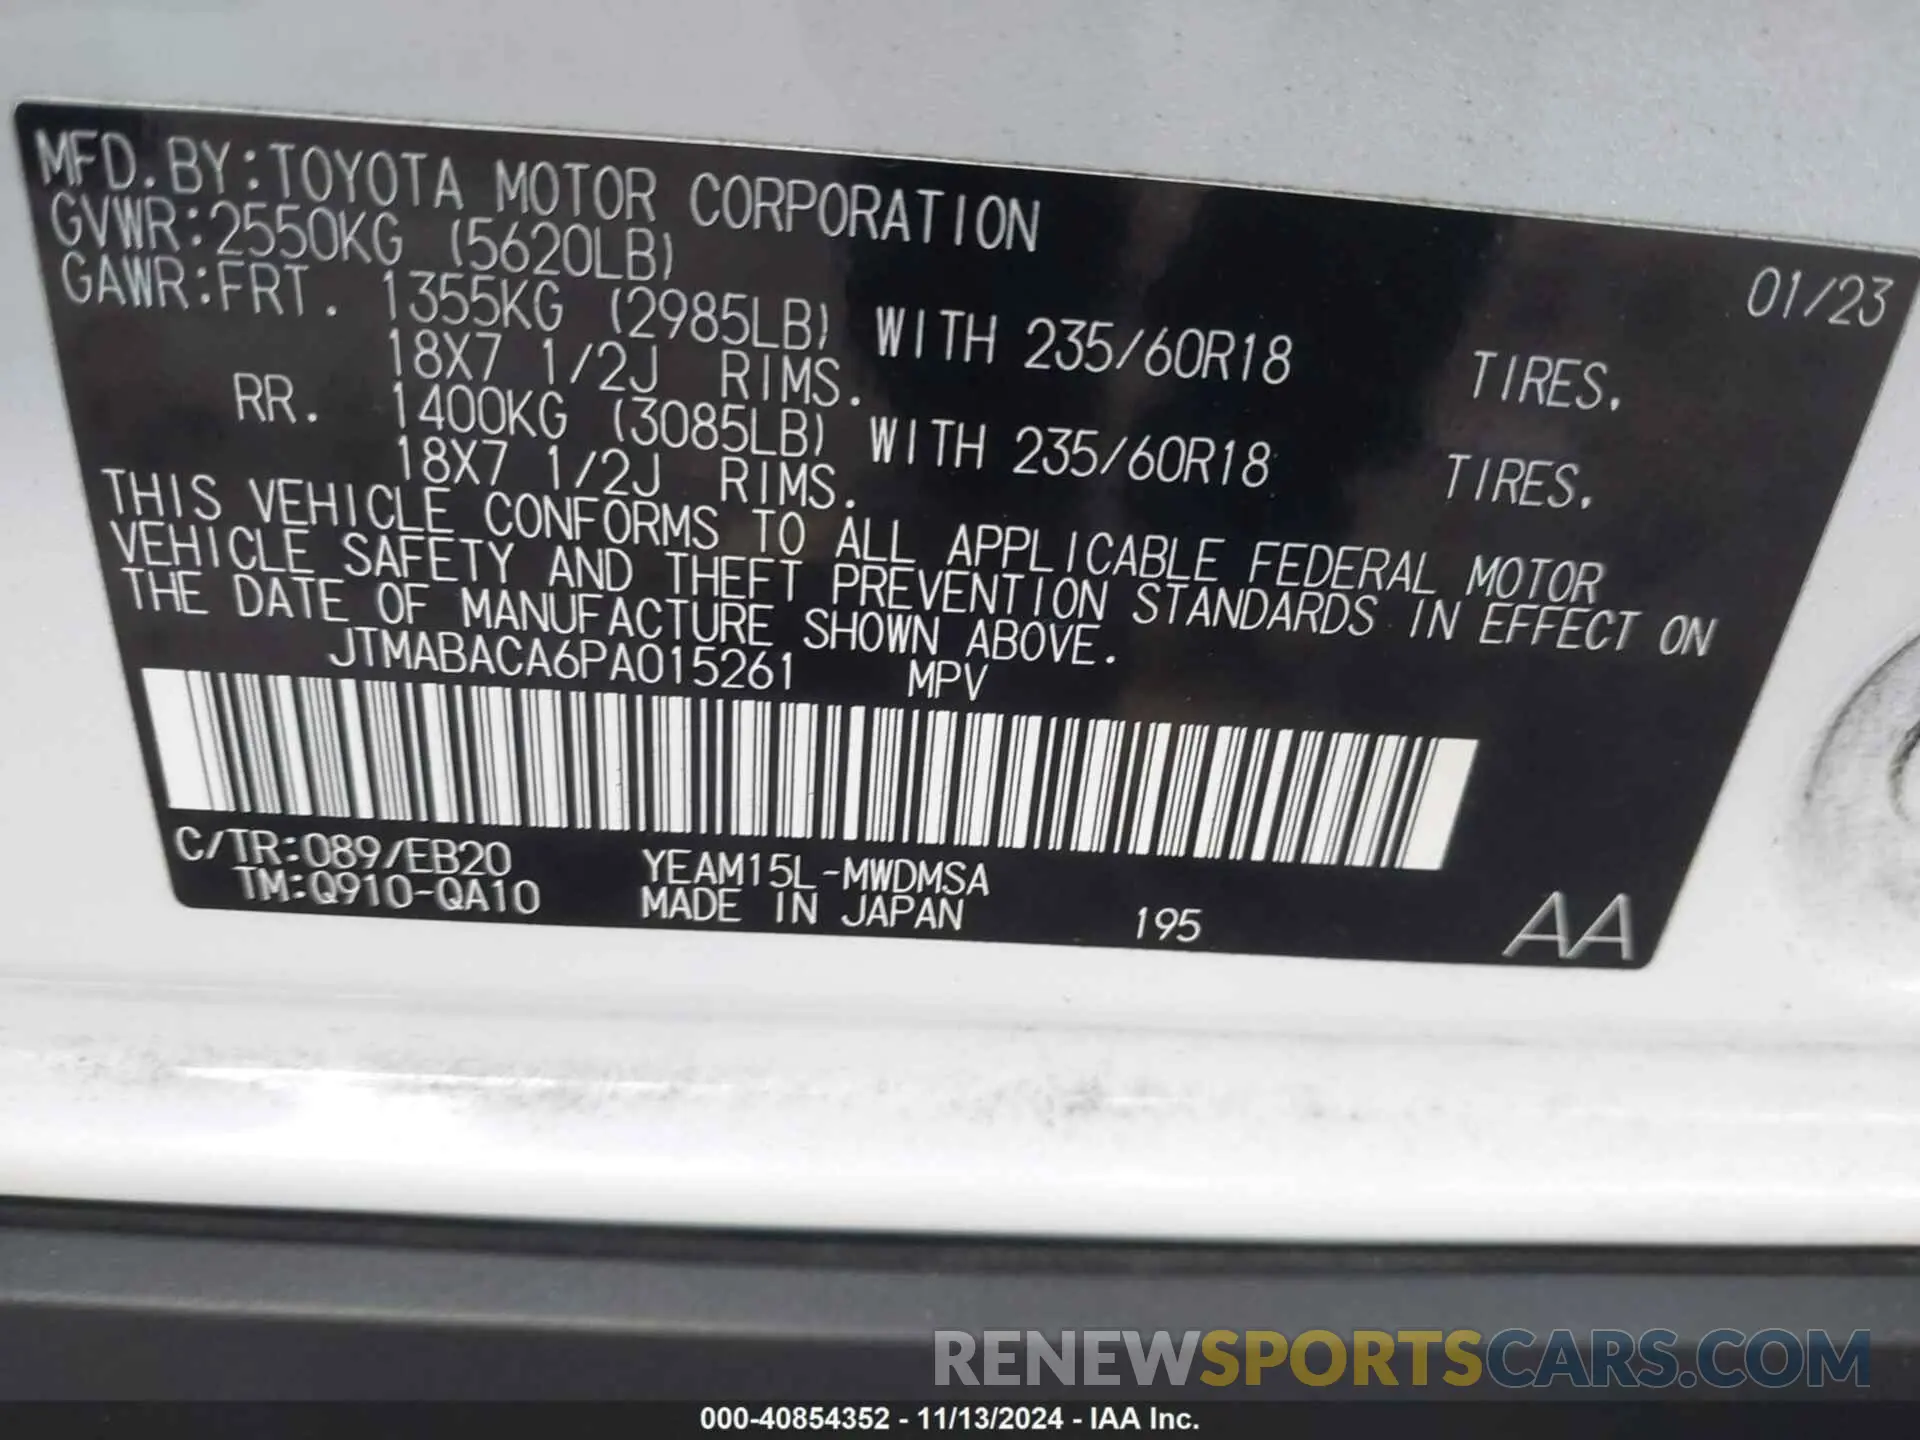 MFD.BY:TOYOTA MOTOR CORPORATION 01/23
GVWR:2550KG (5620LB)
GAWR:FRT. 1355KG (2985LB) WITH 235/60R18 TIRES.
18X7 1/2J RIMS.
RR. 1400KG (3085LB) WITH 235/60R18 TIRES.
18X7 1/2J RIMS.
THIS VEHICLE CONFORMS TO ALL APPLICABLE FEDERAL MOTOR
VEHICLE SAFETY AND THEFT PREVENTION STANDARDS IN EFFECT ON
THE DATE OF MANUFACTURE SHOWN ABOVE.
JTMABACA6PA015261 MPV
C/TR:089/EB20 YEAM15L-MWDMSA
TM:Q910-QA10 MADE IN JAPAN 195 AA
RENEWSPORTSCARS.COM
000-40854352 - 11/13/2024 - IAA Inc.